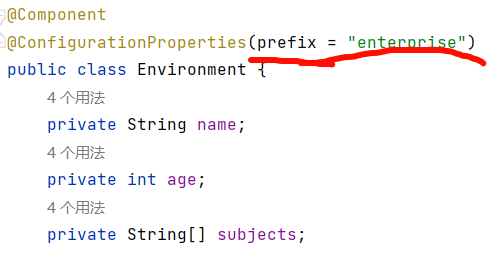 @Component
@ConfigurationProperties(prefix = "enterprise")
public class Environment {
4 个用法
private String name;
4 个用法
private int age;
4 个用法
private String[] subjects;